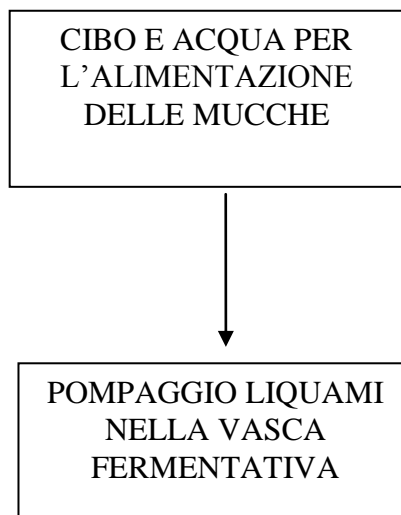 CIBO E ACQUA PER
L’ALIMENTAZIONE
DELLE MUCCHE
POMPAGGIO LIQUAMI
NELLA VASCA
FERMENTATIVA